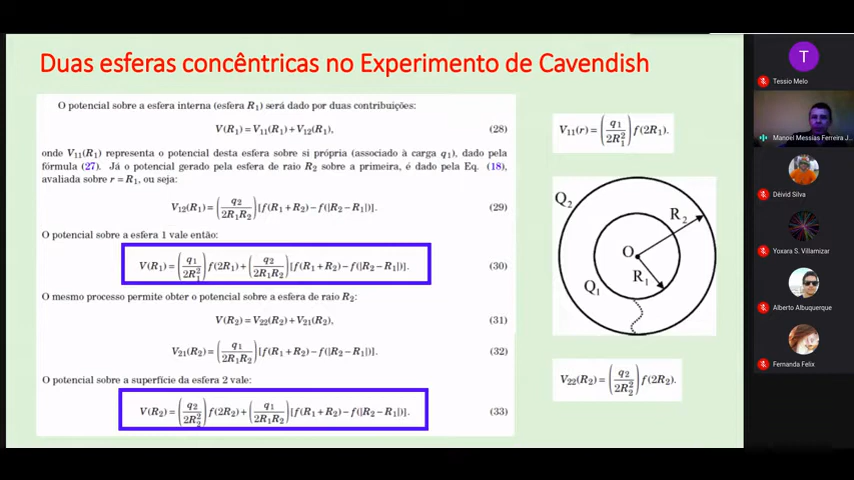 Duas esferas concêntricas no Experimento de Cavendish
O potencial sobre a esfera interna (esfera R₁) será dado por duas contribuições:
V(R₁) = V₁₁(R₁) + V₁₂(R₁), (28)
onde V₁₁(R₁) representa o potencial desta esfera sobre si própria (associado à carga q₁), dado pela
fórmula (27). Já o potencial gerado pela esfera de raio R₂ sobre a primeira, é dado pela Eq. (18),
avaliada sobre r = R₁, ou seja:
V₁₂(R₁) = (q₂/2R₁R₂) [f(R₁+R₂) − f(|R₂−R₁|)]. (29)
O potencial sobre a esfera 1 vale então:
V(R₁) = (q₁/2R₁²) f(2R₁) + (q₂/2R₁R₂) [f(R₁+R₂) − f(|R₂−R₁|)]. (30)
O mesmo processo permite obter o potencial sobre a esfera de raio R₂:
V(R₂) = V₂₂(R₂) + V₂₁(R₂), (31)
V₂₁(R₂) = (q₁/2R₁R₂) [f(R₁+R₂) − f(|R₂−R₁|)]. (32)
O potencial sobre a superfície da esfera 2 vale:
V(R₂) = (q₂/2R₂²) f(2R₂) + (q₁/2R₁R₂) [f(R₁+R₂) − f(|R₂−R₁|)]. (33)
V₁₁(r) = (q₁/2R₁²) f(2R₁).
Q₂
R₂
O
R₁
Q₁
V₂₂(R₂) = (q₂/2R₂²) f(2R₂).
T
Tessio Melo
Manoel Messias Ferreira J...
Déivid Silva
Yoxara S. Villamizar
Alberto Albuquerque
Fernanda Felix